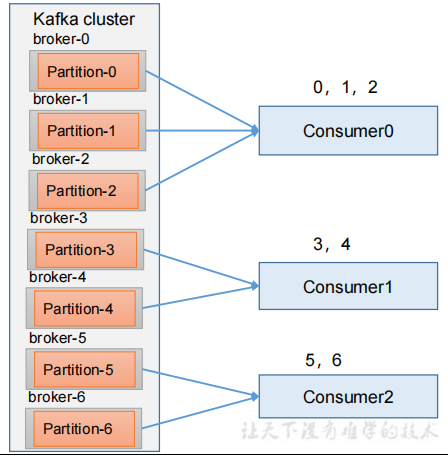 Kafka cluster
broker-0
Partition-0
broker-1
Partition-1
broker-2
Partition-2
broker-3
Partition-3
broker-4
Partition-4
broker-5
Partition-5
broker-6
Partition-6
0, 1, 2
Consumer0
3, 4
Consumer1
5, 6
Consumer2
让天下没有难学的技术